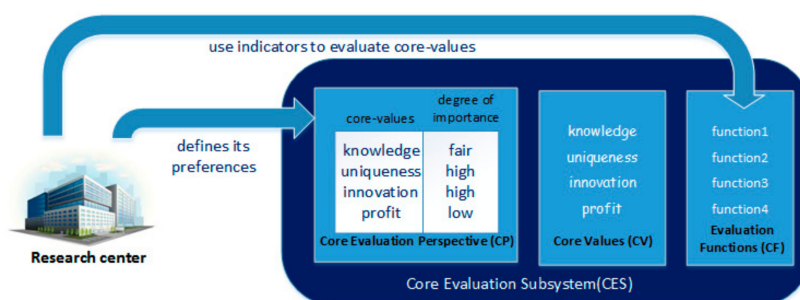 use indicators to evaluate core-values
defines its
preferences
Research center
core-values
degree of
importance
knowledge fair
uniqueness high
innovation high
profit low
Core Evaluation Perspective (CP)
knowledge
uniqueness
innovation
profit
Core Values (CV)
function1
function2
function3
function4
Evaluation
Functions (CF)
Core Evaluation Subsystem(CES)